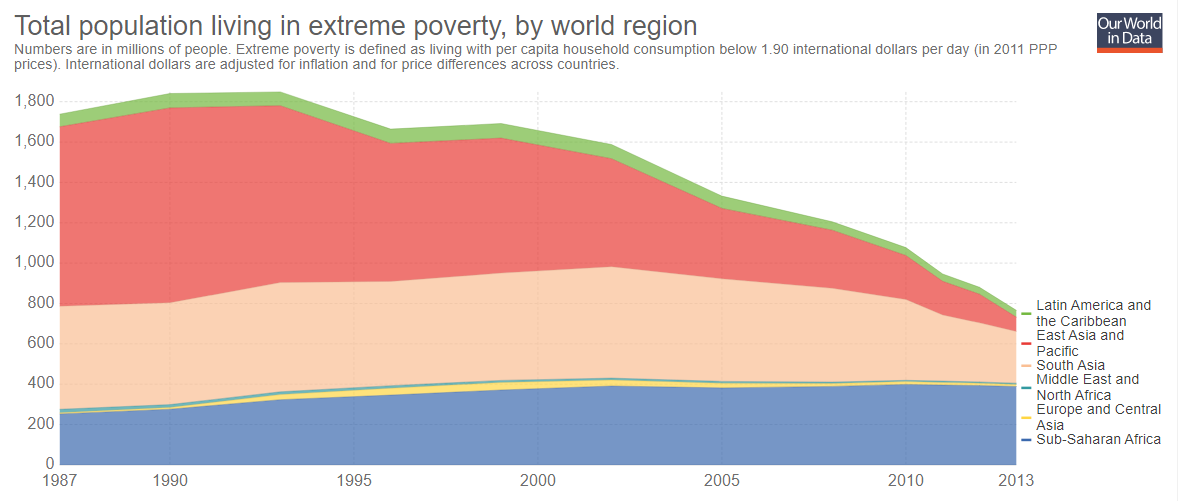 Total population living in extreme poverty, by world region
Numbers are in millions of people. Extreme poverty is defined as living with per capita household consumption below 1.90 international dollars per day (in 2011 PPP
prices). International dollars are adjusted for inflation and for price differences across countries.
Our World
in Data
1,800
1,600
1,400
1,200
1,000
800
600
400
200
0
1987
1990
1995
2000
2005
2010
2013
Latin America and
the Caribbean
East Asia and
Pacific
South Asia
Middle East and
North Africa
Europe and Central
Asia
Sub-Saharan Africa